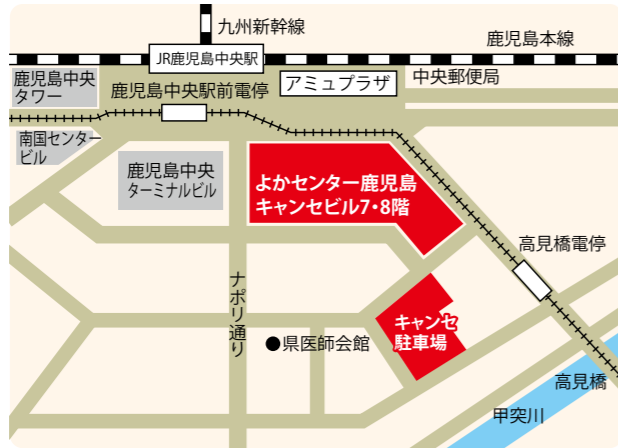 九州新幹線
鹿児島本線
JR鹿児島中央駅
鹿児島中央
タワー
鹿児島中央駅前電停
アミュプラザ
中央郵便局
南国センター
ビル
鹿児島中央
ターミナルビル
よかセンター鹿児島
キャンセビル7・8階
高見橋電停
ナポリ通り
キャンセ
駐車場
●県医師会館
高見橋
甲突川